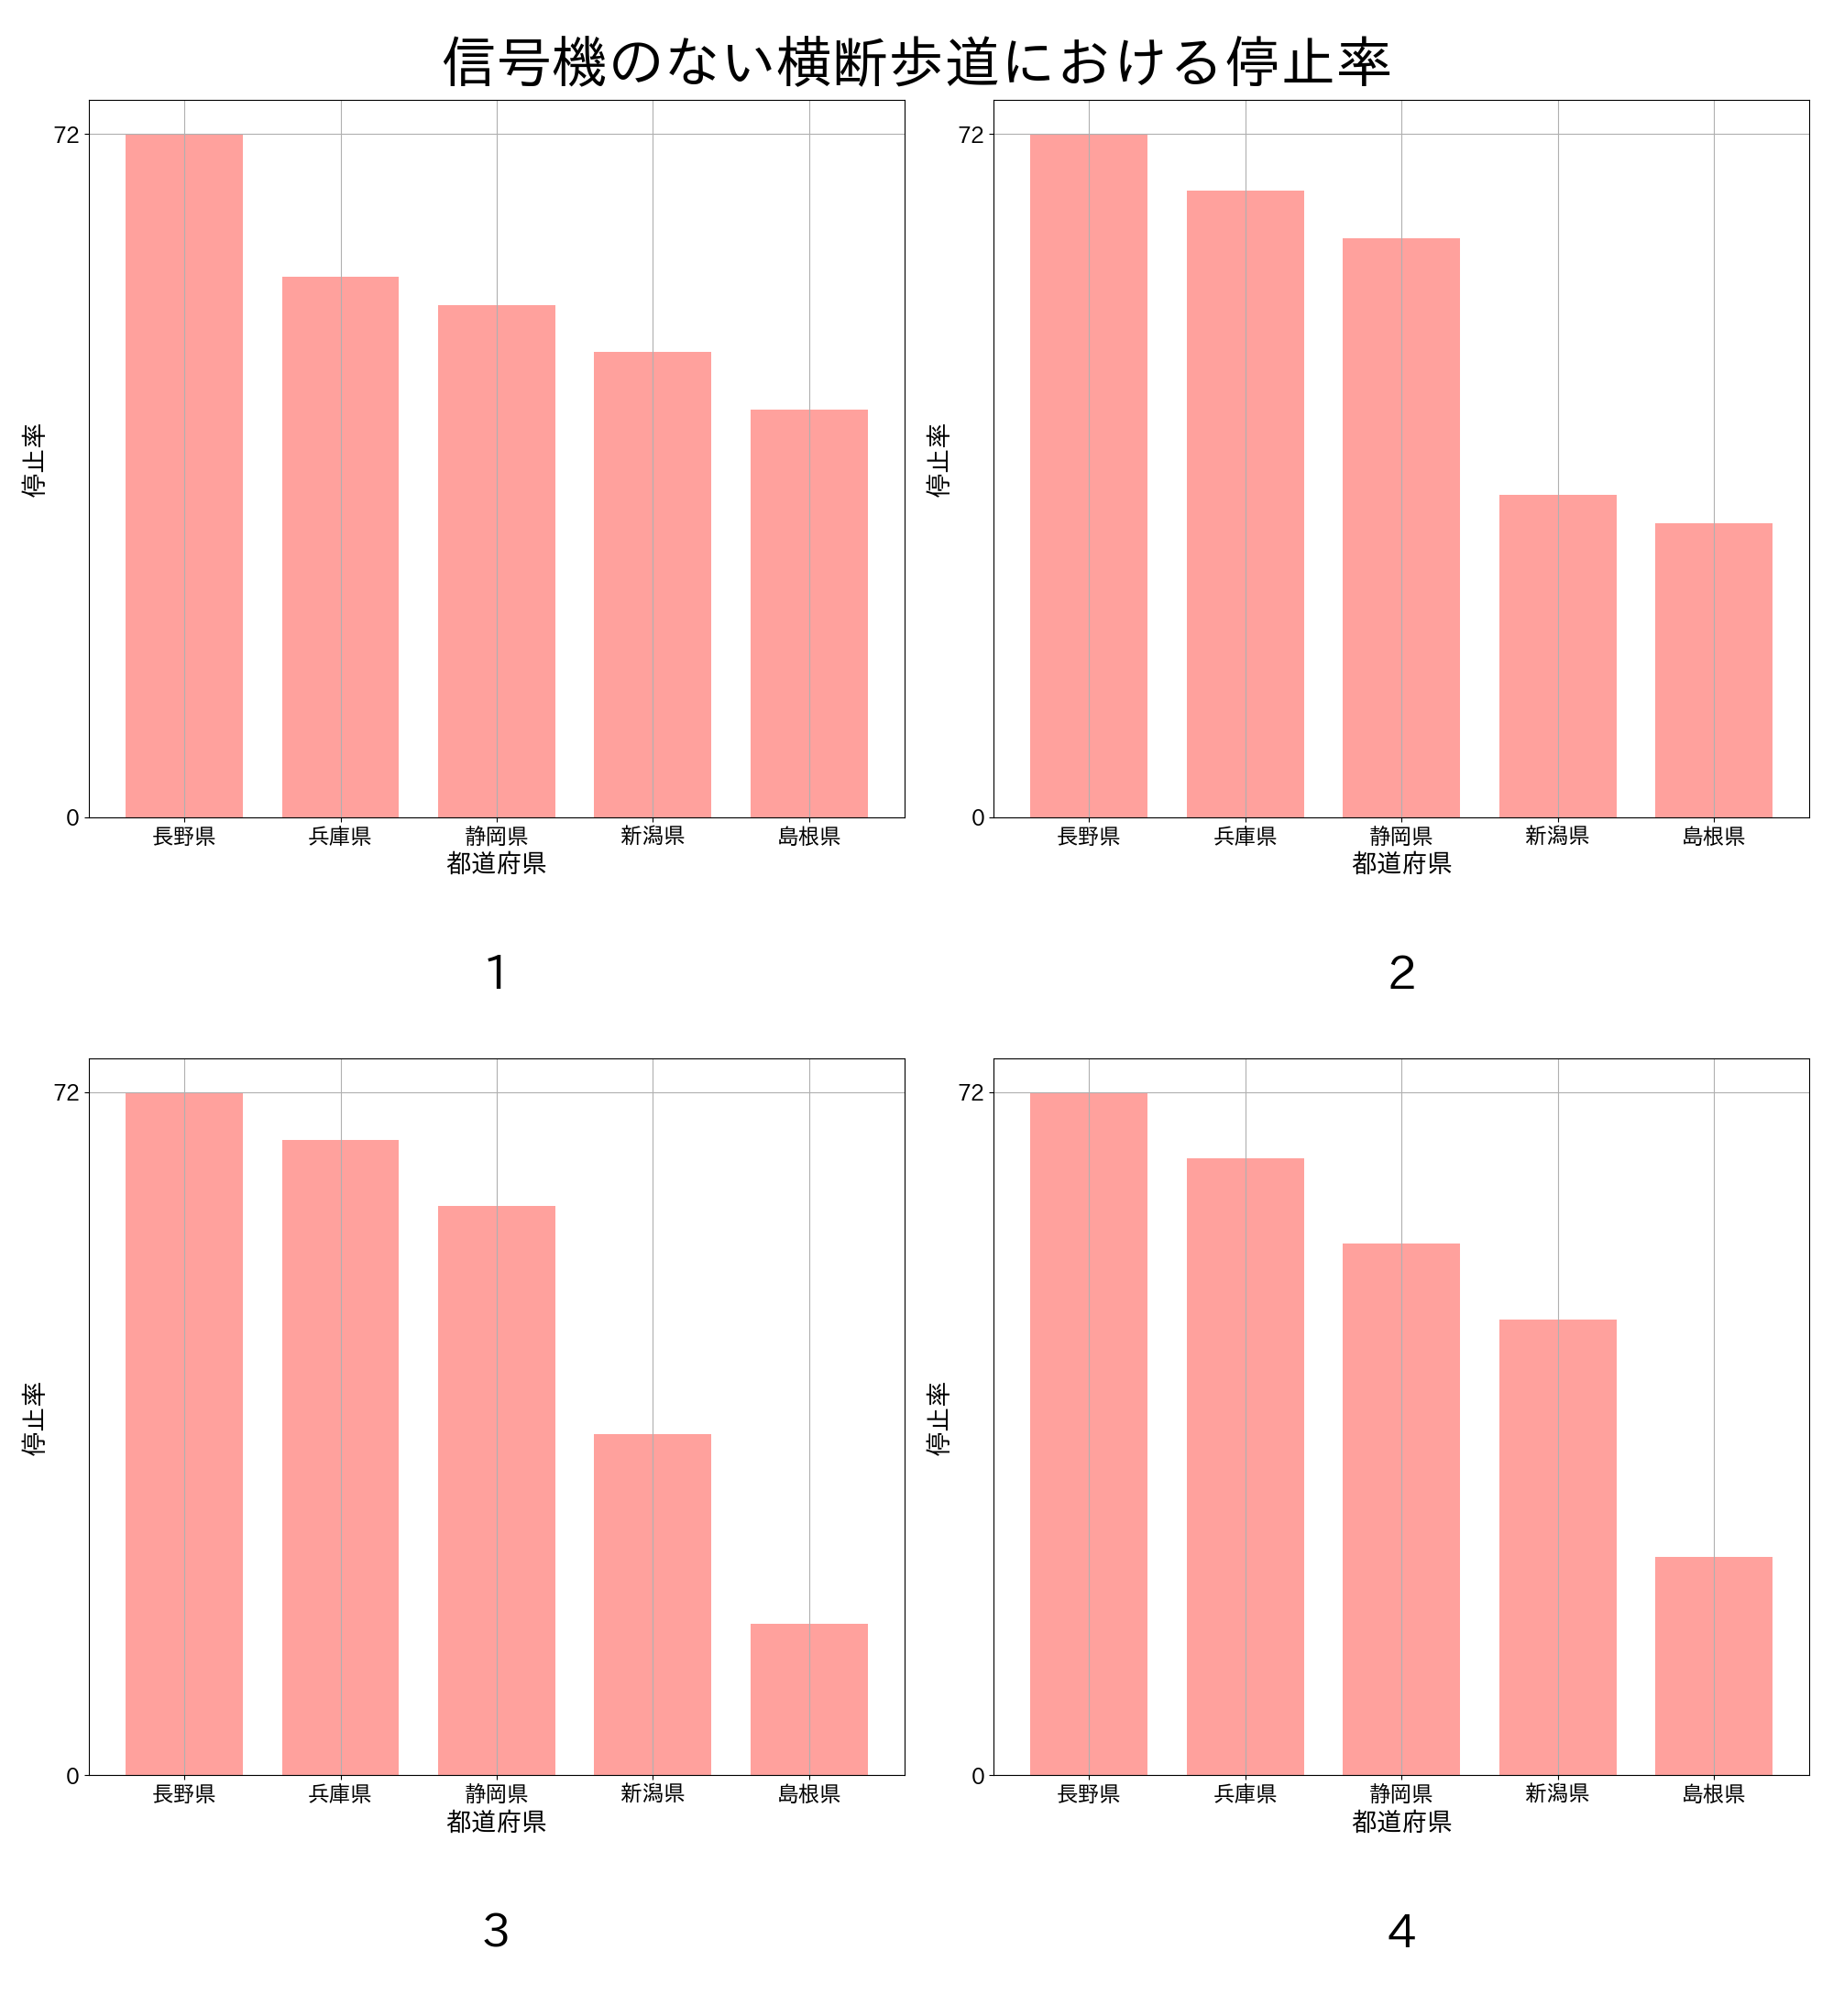 信号機のない横断歩道における停止率
72
0
停止率
長野県 兵庫県 静岡県 新潟県 島根県
都道府県
1
72
0
停止率
長野県 兵庫県 静岡県 新潟県 島根県
都道府県
2
72
0
停止率
長野県 兵庫県 静岡県 新潟県 島根県
都道府県
3
72
0
停止率
長野県 兵庫県 静岡県 新潟県 島根県
都道府県
4